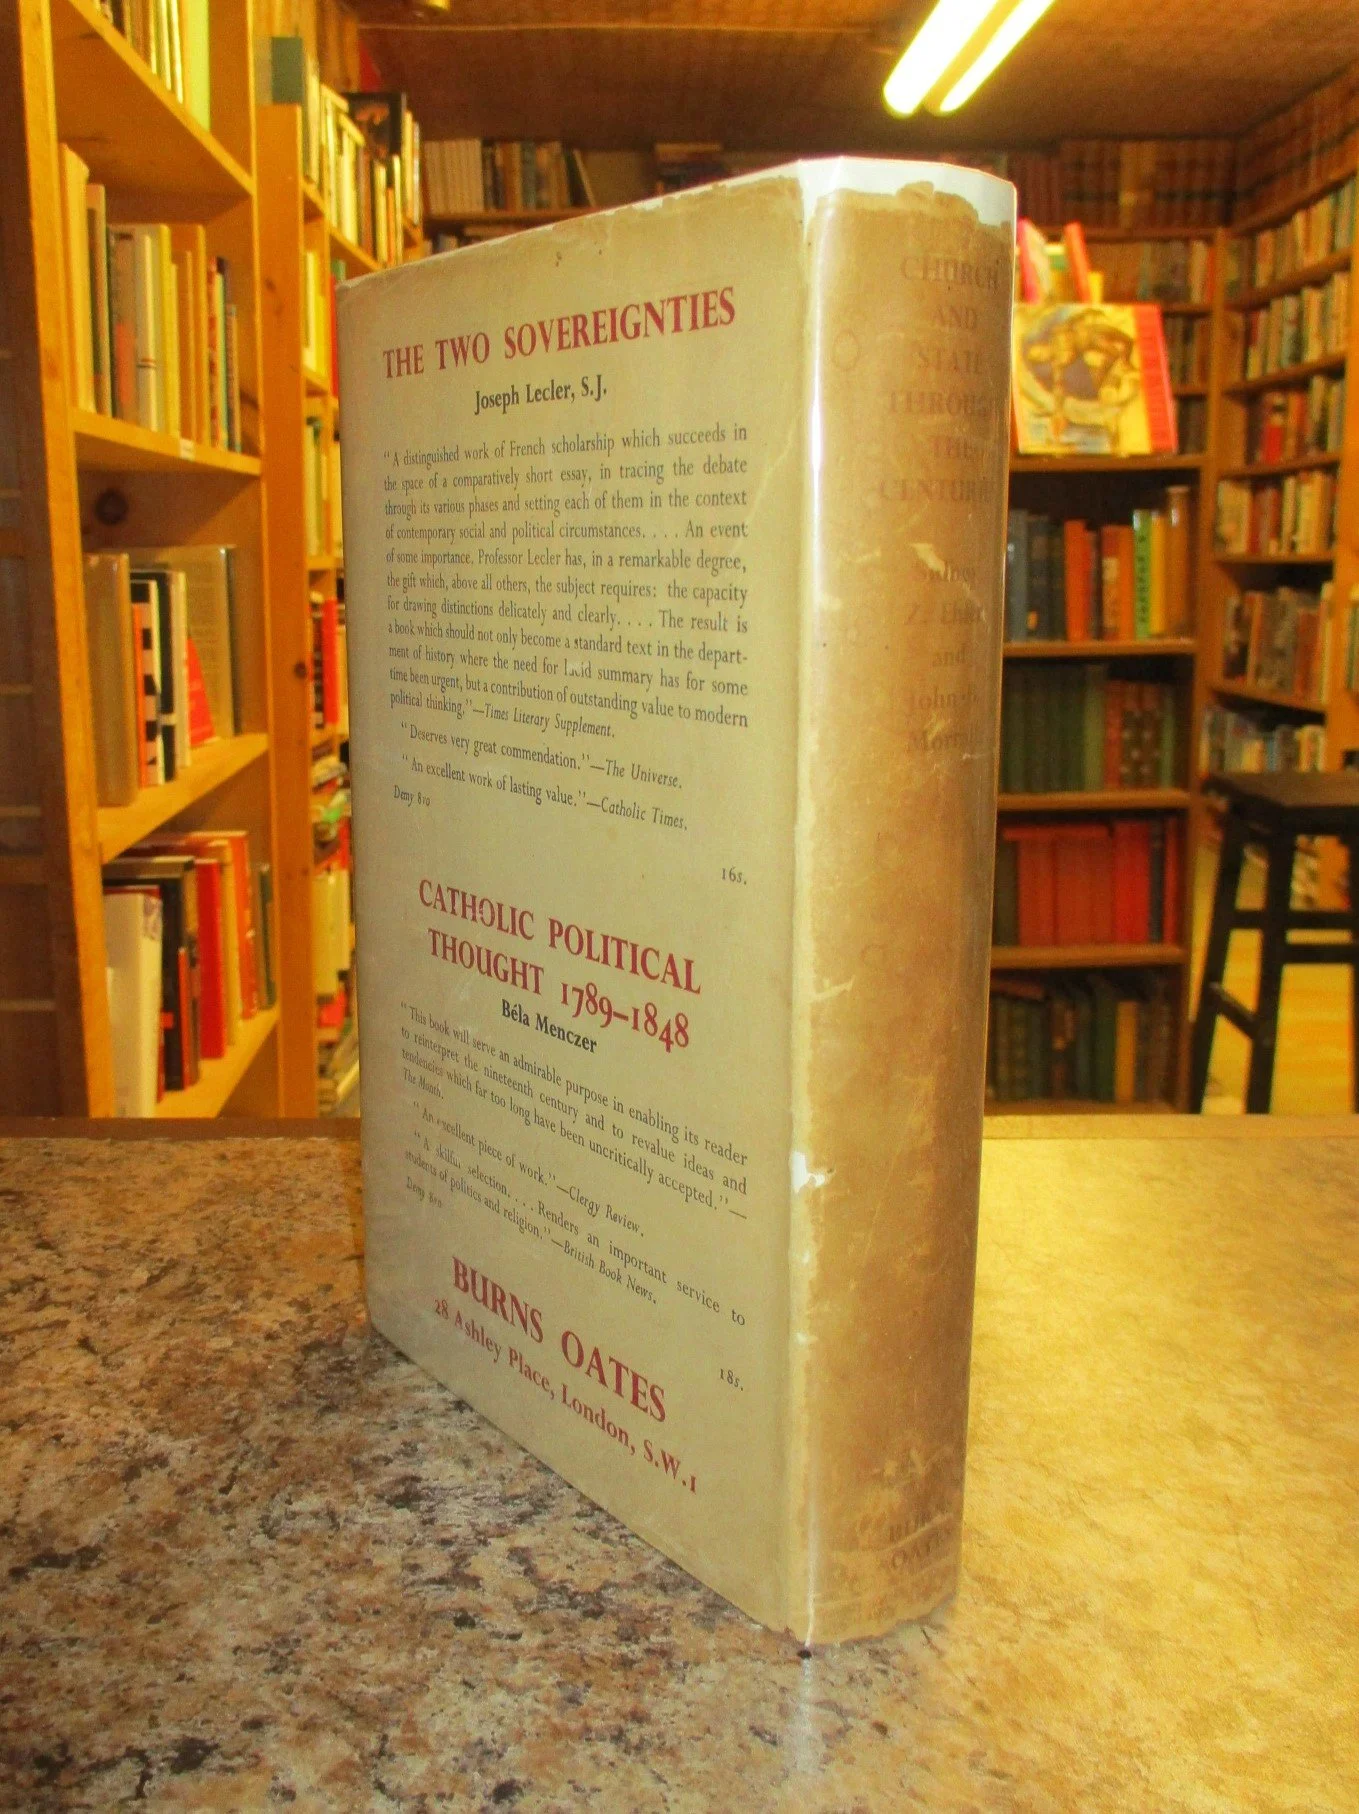 THE TWO SOVEREIGNTIES
Joseph Lecler, S.J.
“A distinguished work of French scholarship which succeeds in
the space of a comparatively short essay, in tracing the debate
through its various phases and setting each of them in the context
of contemporary social and political circumstances. . . . An event
of some importance. Professor Lecler has, in a remarkable degree,
the gift which, above all others, the subject requires: the capacity
for drawing distinctions delicately and clearly. . . . The result is
a book which should not only become a standard text in the depart-
ment of history where the need for lucid summary has for some
time been urgent, but a contribution of outstanding value to modern
political thinking.”—Times Literary Supplement.
“Deserves very great commendation.”—The Universe.
“An excellent work of lasting value.”—Catholic Times.
Demy 8vo
16s.
CATHOLIC POLITICAL
THOUGHT 1789–1848
Béla Menczer
“This book will serve an admirable purpose in enabling its reader
to reinterpret the nineteenth century and to revalue ideas and
tendencies which far too long have been uncritically accepted.”—
The Month.
“An excellent piece of work.”—Clergy Review.
“A skilful selection. . . . Renders an important service to
students of politics and religion.”—British Book News.
Demy 8vo
18s.
BURNS OATES
28 Ashley Place, London, S.W.1
CHURCH
AND
STATE
THROUGH
THE
CENTURIES
Sidney
Z. Ehler
and
John B.
Morrall
BURNS
OATES